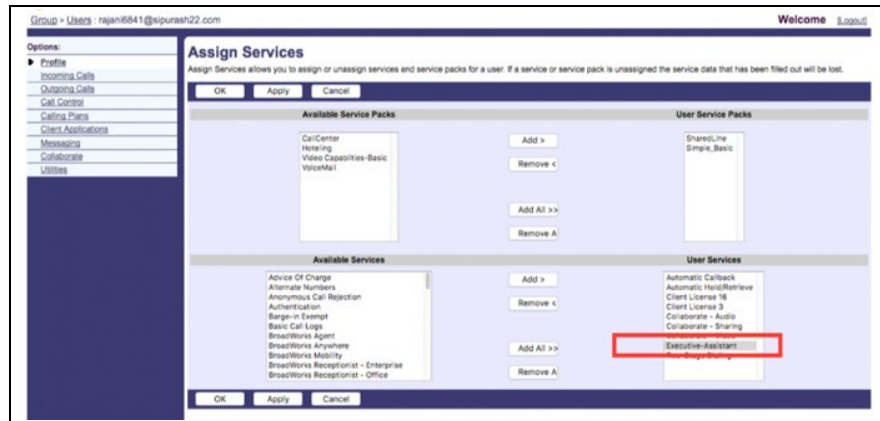 Group > Users : rajani6841@sipurash22.com
Welcome [Logout]
Options:
Profile
Incoming Calls
Outgoing Calls
Call Control
Calling Plans
Client Applications
Messaging
Collaborate
Utilities
Assign Services
Assign Services allows you to assign or unassign services and service packs for a user. If a service or service pack is unassigned the service data that has been filled out will be lost.
OK Apply Cancel
Available Service Packs
User Service Packs
CallCenter
Hoteling
Video Capabilties-Basic
VoiceMail
Add >
Remove <
Add All >>
Remove A
SharedLine
Simple_Basic
Available Services
User Services
Advice Of Charge
Alternate Numbers
Anonymous Call Rejection
Authentication
Barge-in Exempt
Basic Call Logs
BroadWorks Agent
BroadWorks Anywhere
BroadWorks Mobility
BroadWorks Receptionist - Enterprise
BroadWorks Receptionist - Office
Add >
Remove <
Add All >>
Remove A
Automatic Callback
Automatic Hold/Retrieve
Client License 16
Client License 3
Collaborate - Audio
Collaborate - Sharing
Executive-Assistant
OK Apply Cancel